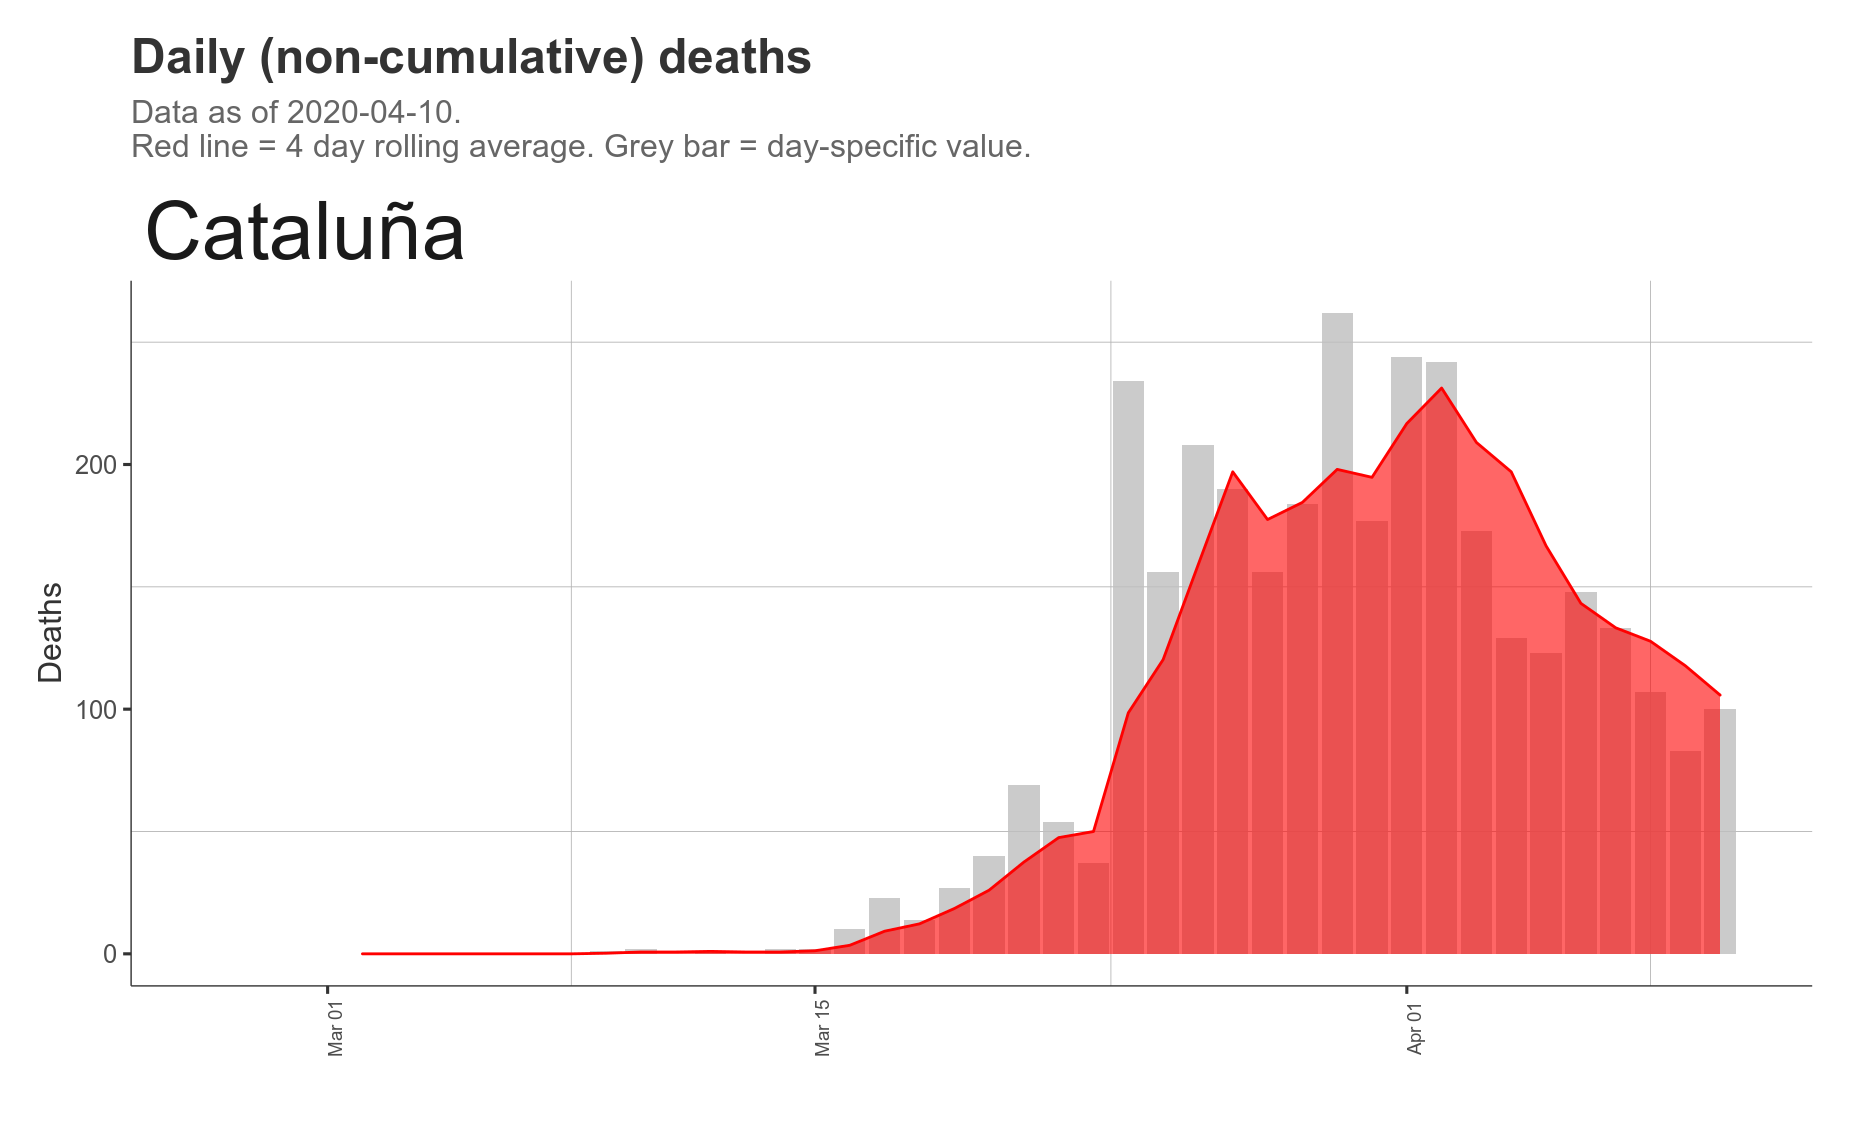 Daily (non-cumulative) deaths
Data as of 2020-04-10.
Red line = 4 day rolling average. Grey bar = day-specific value.
Cataluña
Deaths
200
100
0
Mar 01
Mar 15
Apr 01